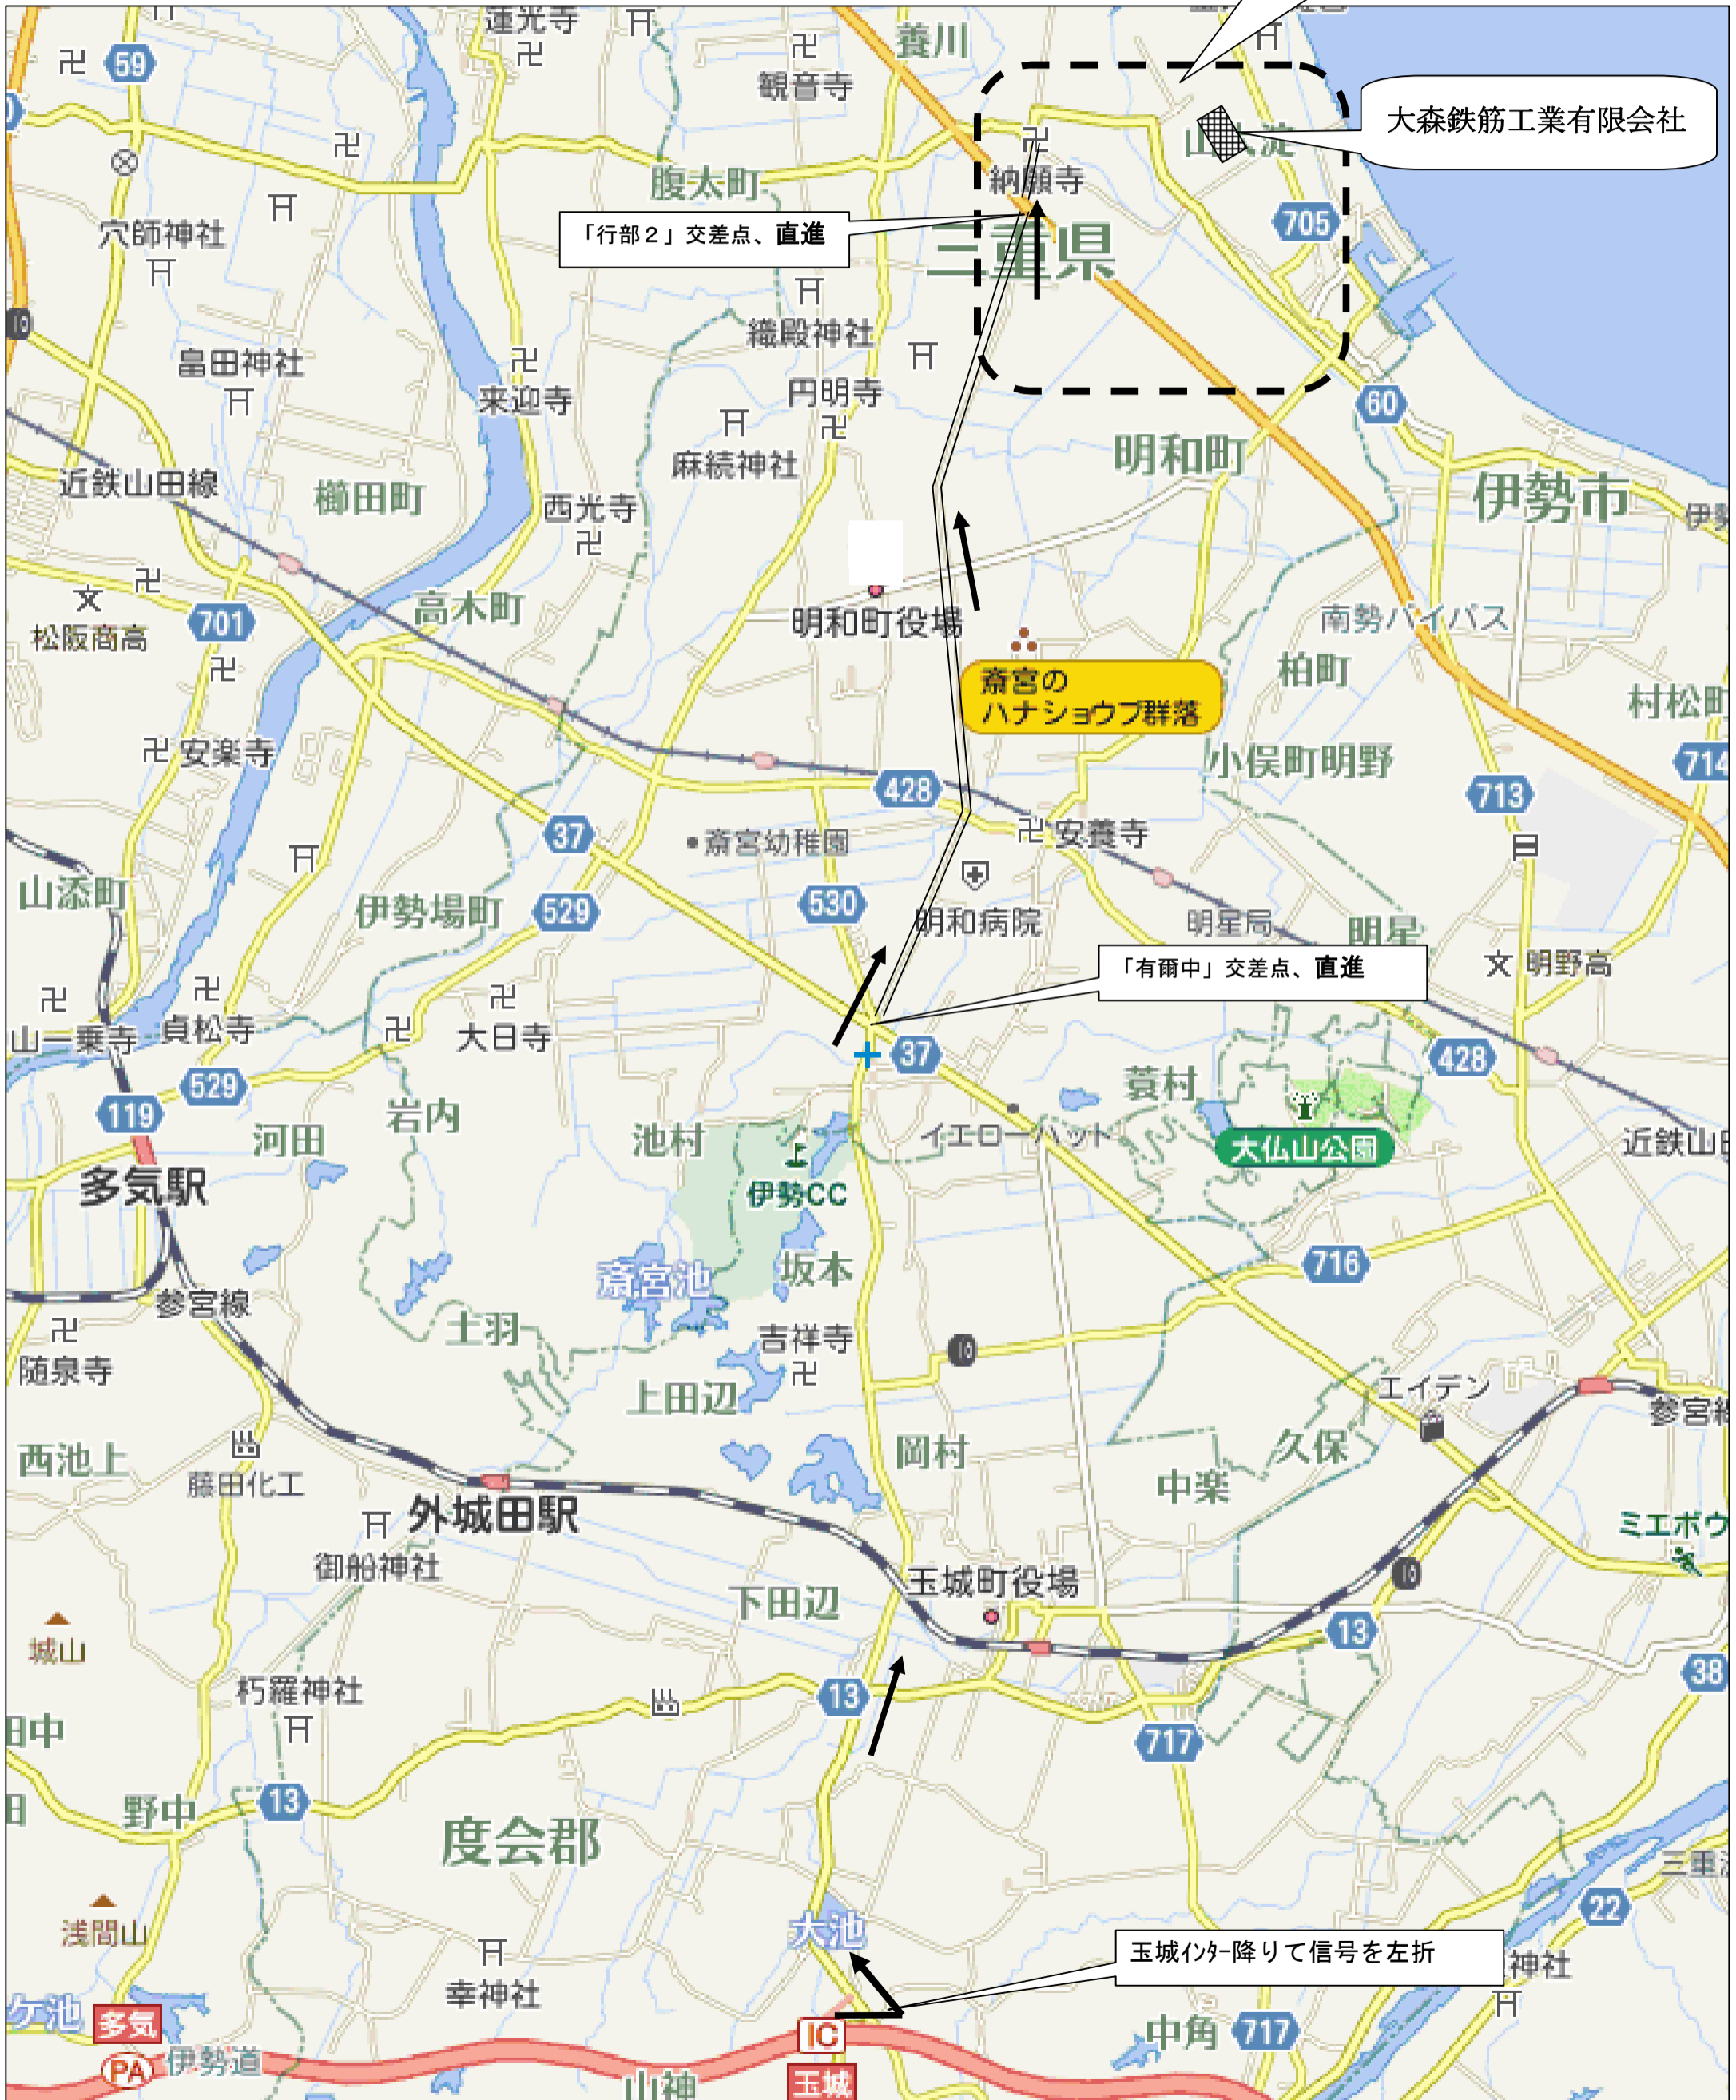 蓮光寺
養川
59
観音寺
大森鉄筋工業有限会社
腹太町
納願寺
705
穴師神社
「行部2」交差点、直進
三重県
織殿神社
畠田神社
来迎寺
円明寺
60
麻続神社
明和町
近鉄山田線
櫛田町
西光寺
伊勢市
高木町
701
松阪商高
明和町役場
南勢バイパス
柏町
斎宮の
ハナショウブ群落
村松町
安楽寺
小俣町明野
714
428
713
37
斎宮幼稚園
安養寺
山添町
伊勢場町
529
530
明和病院
明星局
明星
「有爾中」交差点、直進
明野高
貞松寺
大日寺
山一乗寺
37
428
529
119
岩内
蓑村
河田
池村
イエローハット
大仏山公園
近鉄山田
多気駅
伊勢CC
斎宮池
坂本
716
参宮線
土羽
吉祥寺
随泉寺
10
上田辺
エイデン
参宮線
西池上
藤田化工
岡村
久保
中楽
外城田駅
ミエボウ
御船神社
玉城町役場
下田辺
10
城山
13
朽羅神社
13
38
717
田中
野中
13
度会郡
22
浅間山
大池
玉城インター降りて信号を左折
神社
幸神社
ケ池
多気
IC
中角
717
PA
伊勢道
山神
玉城